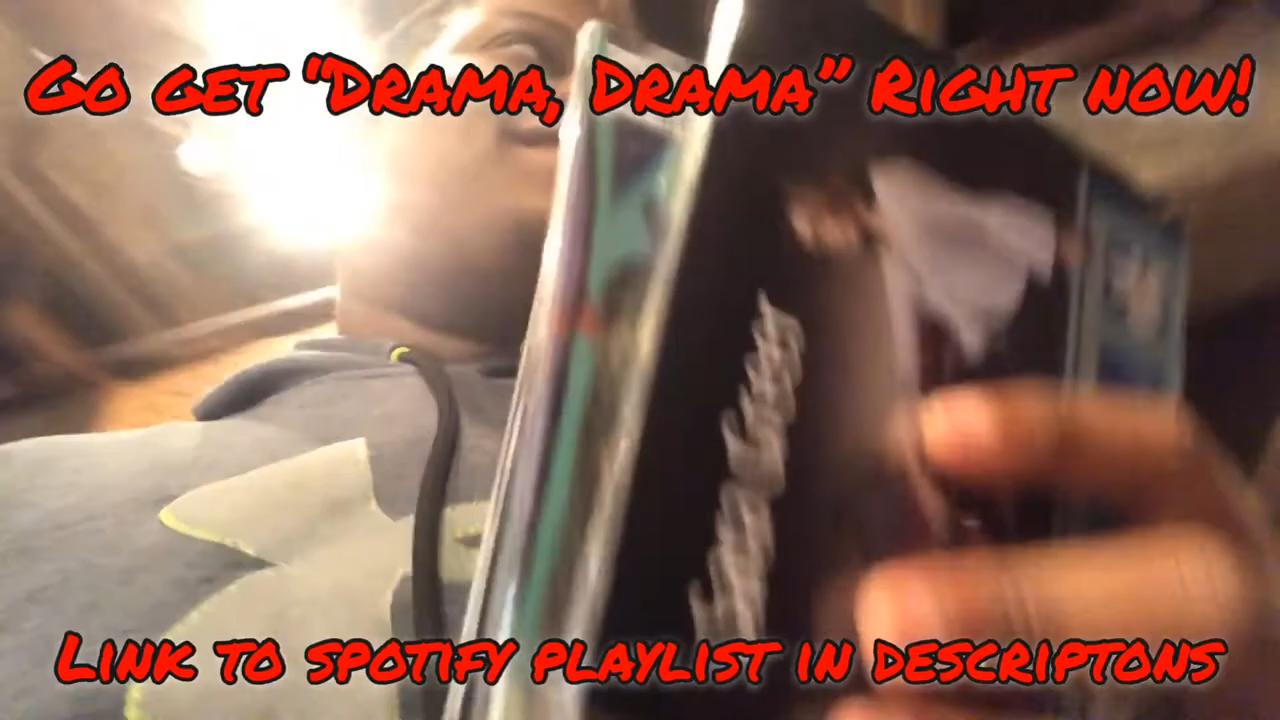 Go get “Drama, Drama” Right now!
Link to spotify playlist in descriptons